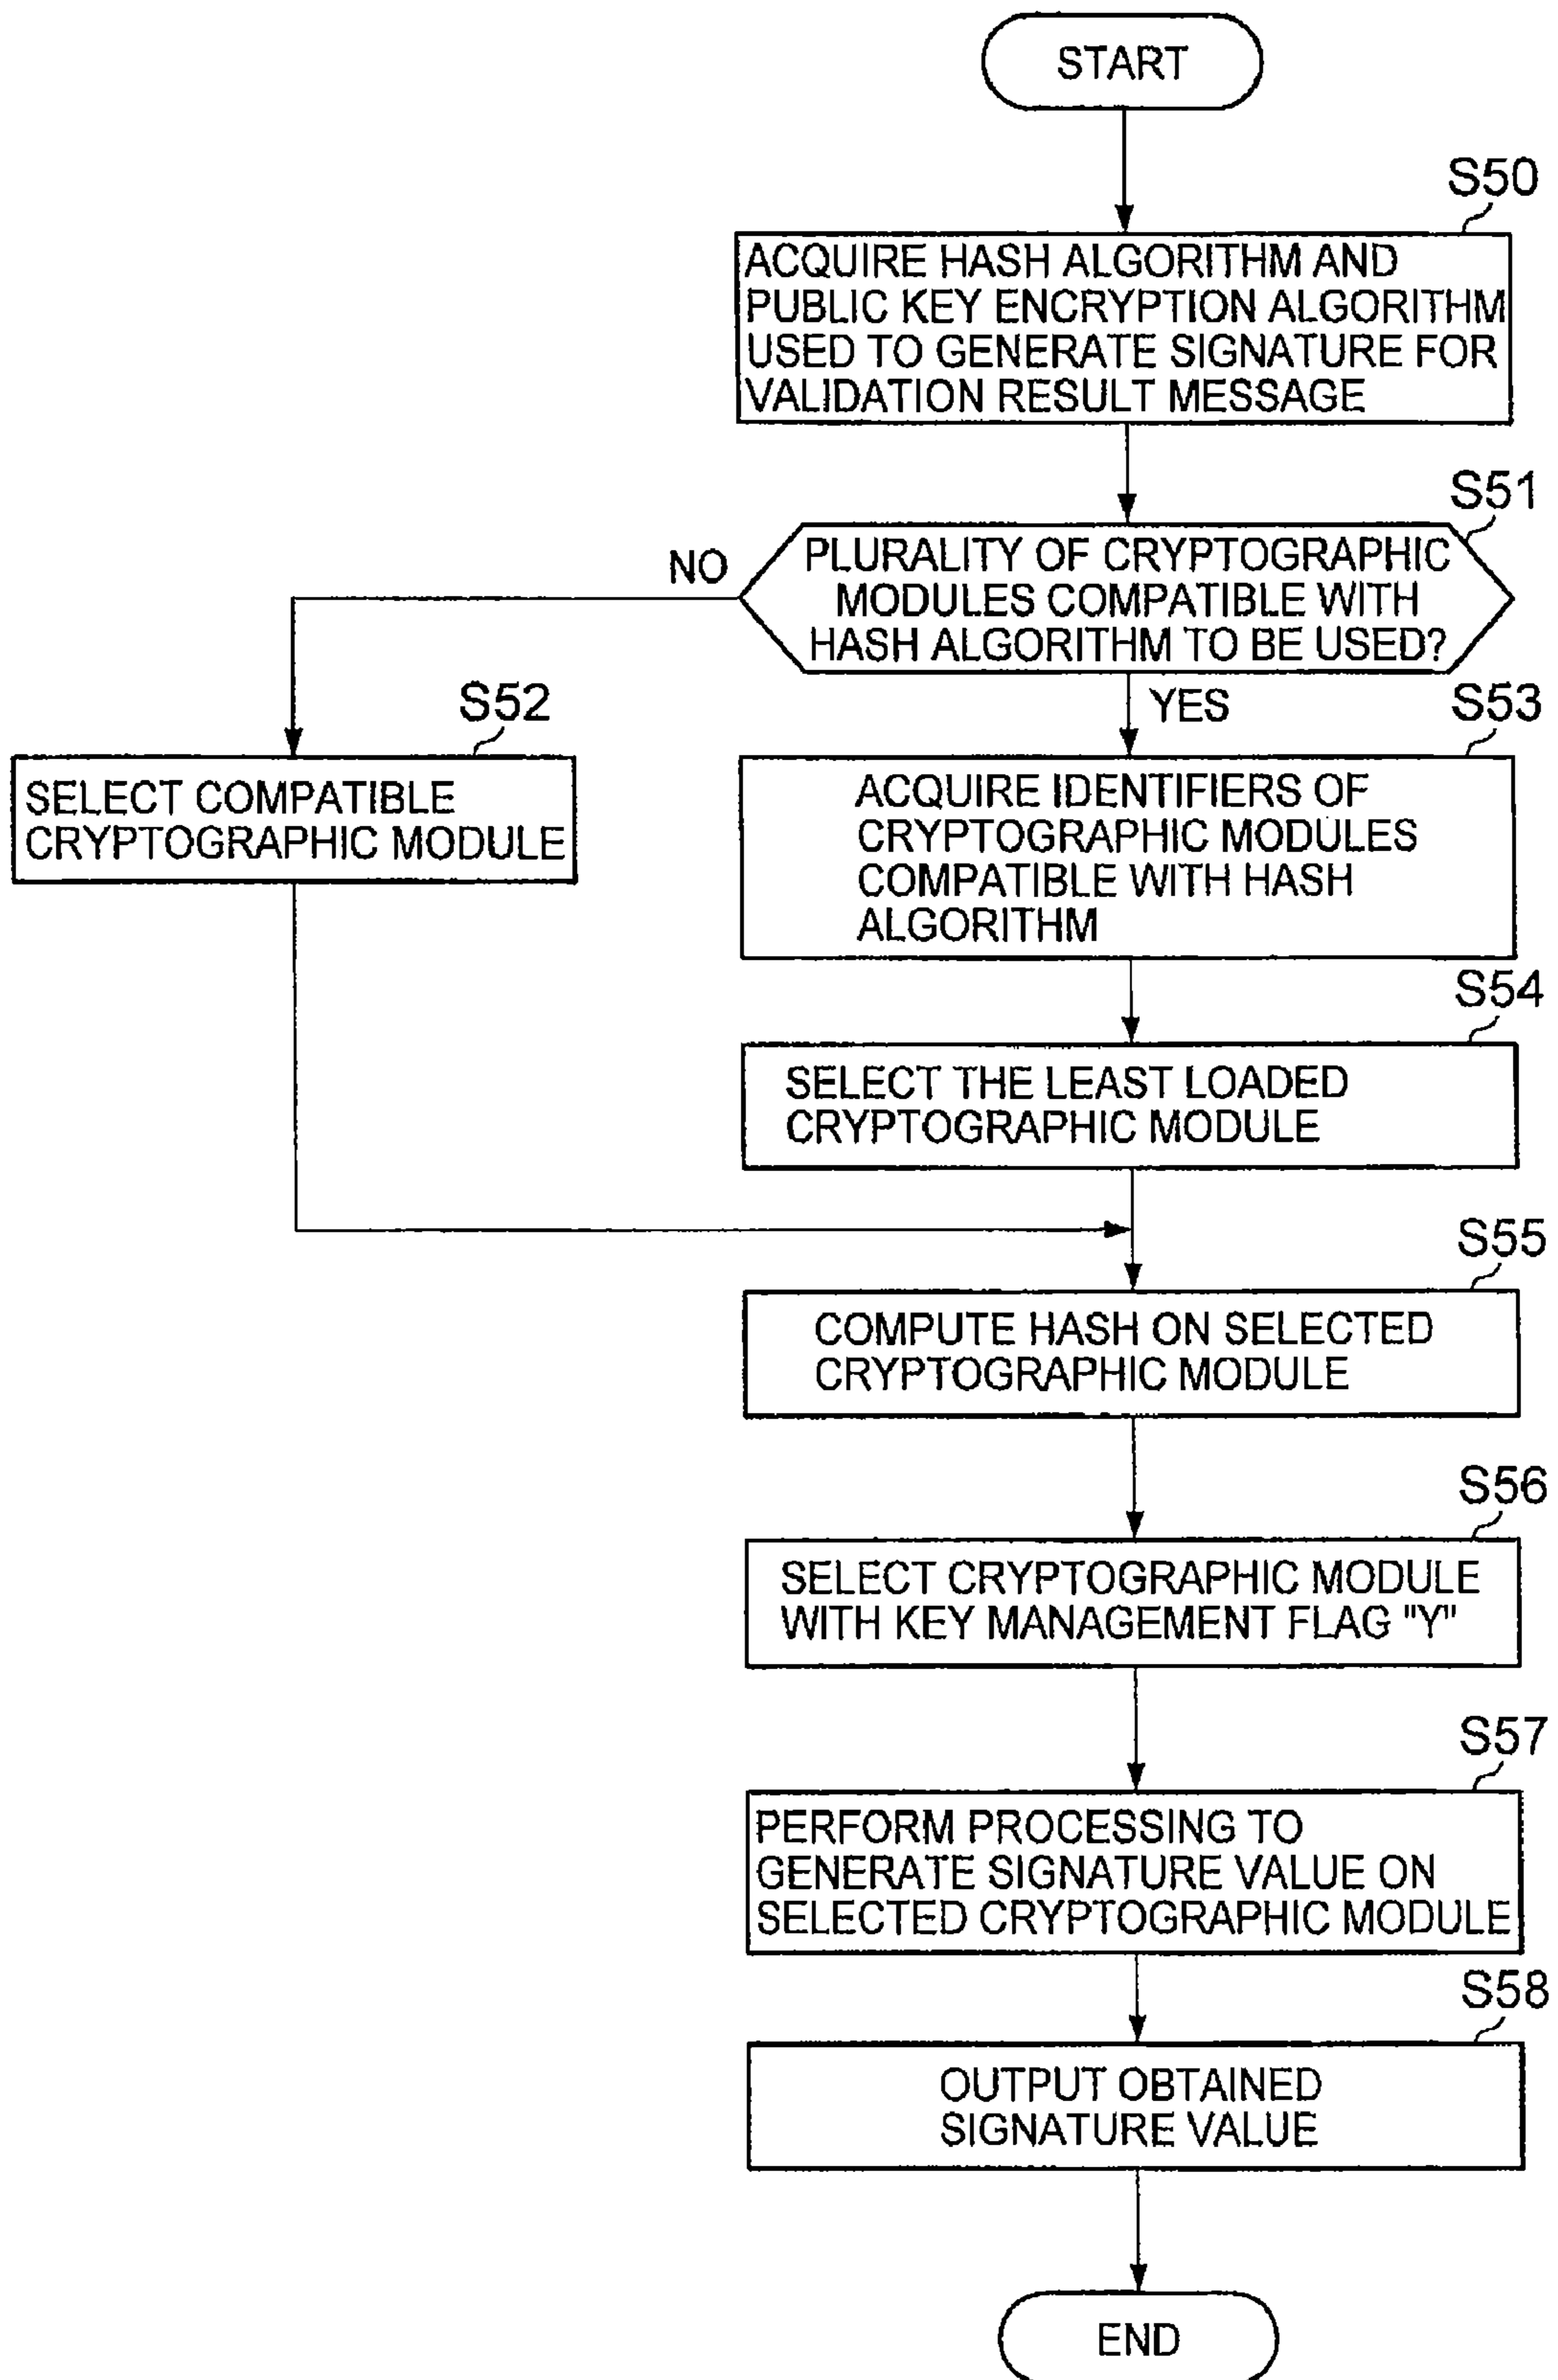 START
S50
ACQUIRE HASH ALGORITHM AND
PUBLIC KEY ENCRYPTION ALGORITHM
USED TO GENERATE SIGNATURE FOR
VALIDATION RESULT MESSAGE
S51
PLURALITY OF CRYPTOGRAPHIC
MODULES COMPATIBLE WITH
HASH ALGORITHM TO BE USED?
NO
YES
S52
SELECT COMPATIBLE
CRYPTOGRAPHIC MODULE
S53
ACQUIRE IDENTIFIERS OF
CRYPTOGRAPHIC MODULES
COMPATIBLE WITH HASH
ALGORITHM
S54
SELECT THE LEAST LOADED
CRYPTOGRAPHIC MODULE
S55
COMPUTE HASH ON SELECTED
CRYPTOGRAPHIC MODULE
S56
SELECT CRYPTOGRAPHIC MODULE
WITH KEY MANAGEMENT FLAG "Y"
S57
PERFORM PROCESSING TO
GENERATE SIGNATURE VALUE ON
SELECTED CRYPTOGRAPHIC MODULE
S58
OUTPUT OBTAINED
SIGNATURE VALUE
END